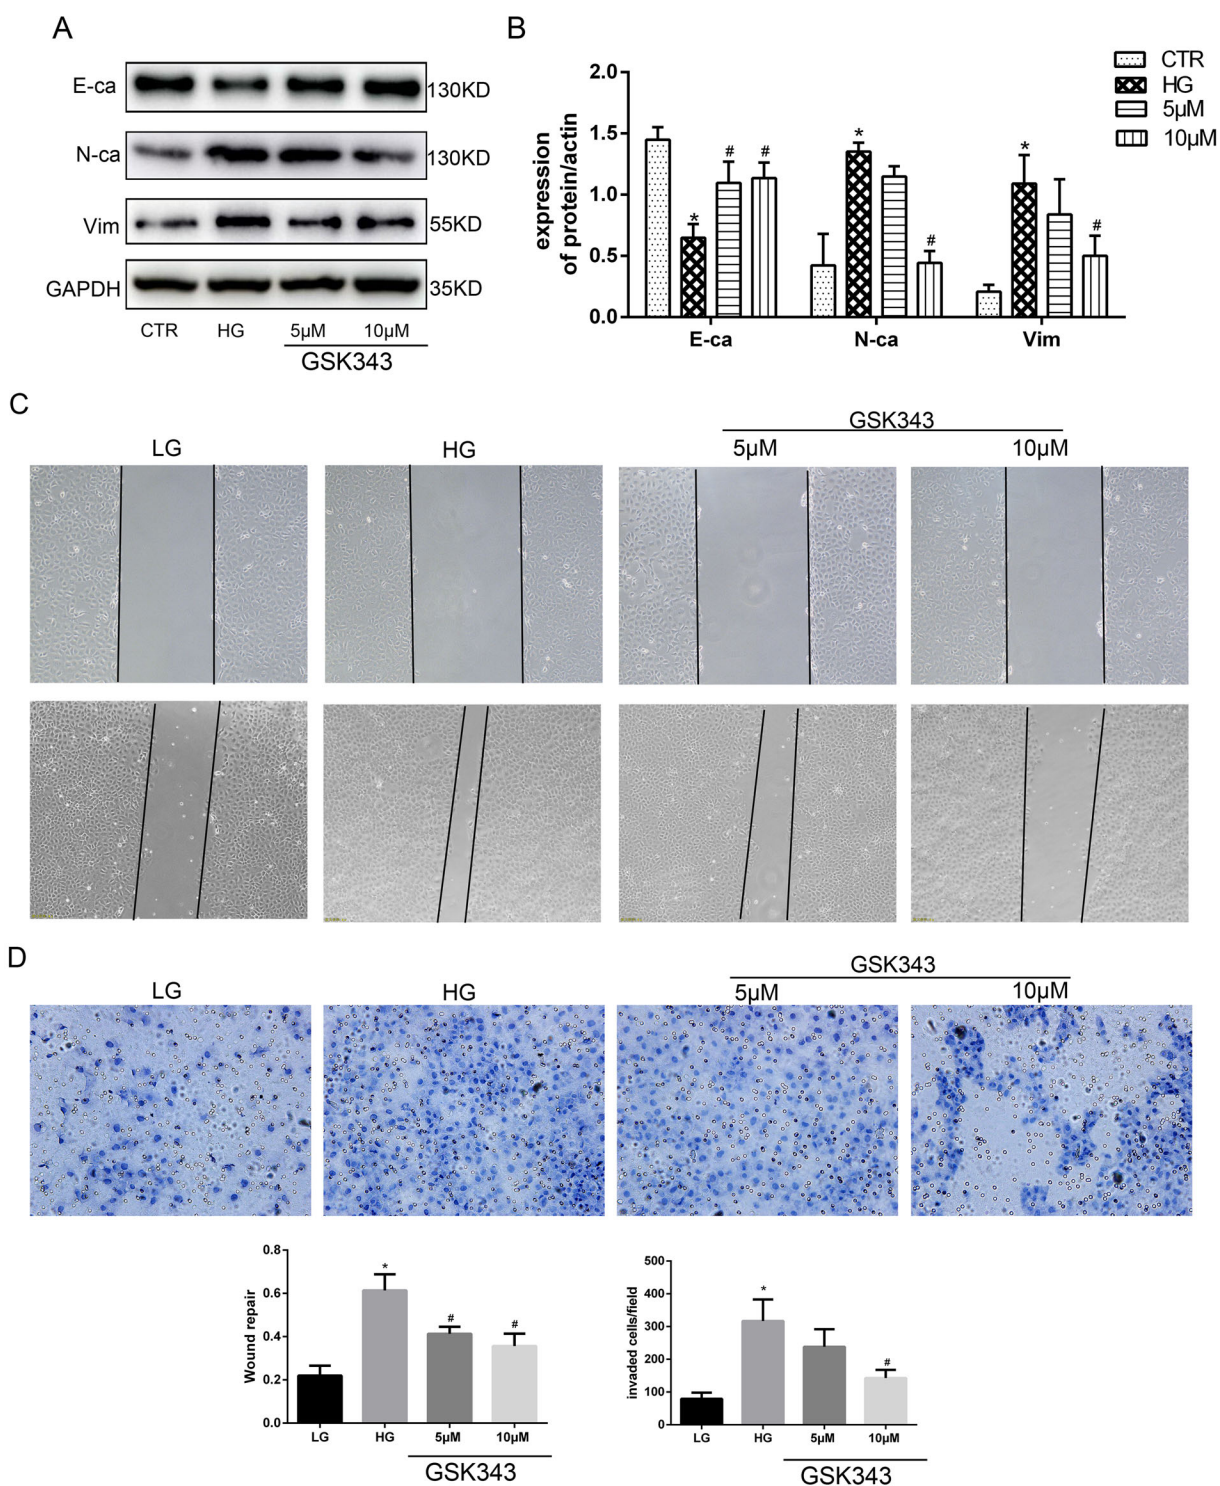 A
E-ca
130KD
N-ca
130KD
Vim
55KD
GAPDH
35KD
CTR HG 5μM 10μM
GSK343
B
expression
of protein/actin
2.0
1.5
1.0
0.5
0.0
* # #
*
#
*
#
E-ca N-ca Vim
CTR
HG
5μM
10μM
C
GSK343
LG HG 5μM 10μM
D
GSK343
LG HG 5μM 10μM
Wound repair
0.8
0.6
0.4
0.2
0.0
*
#
#
LG HG 5μM 10μM
GSK343
invaded cells/field
500
400
300
200
100
0
*
#
LG HG 5μM 10μM
GSK343